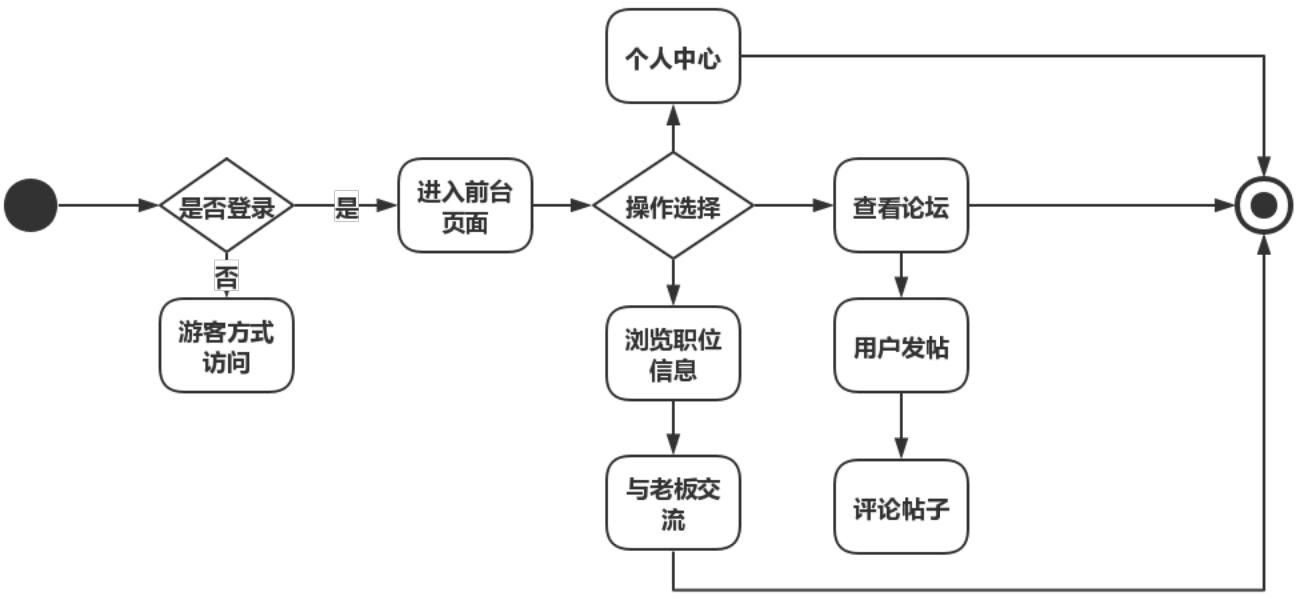 个人中心
是否登录
是
进入前台
页面
操作选择
查看论坛
否
游客方式
访问
浏览职位
信息
用户发帖
与老板交
流
评论帖子